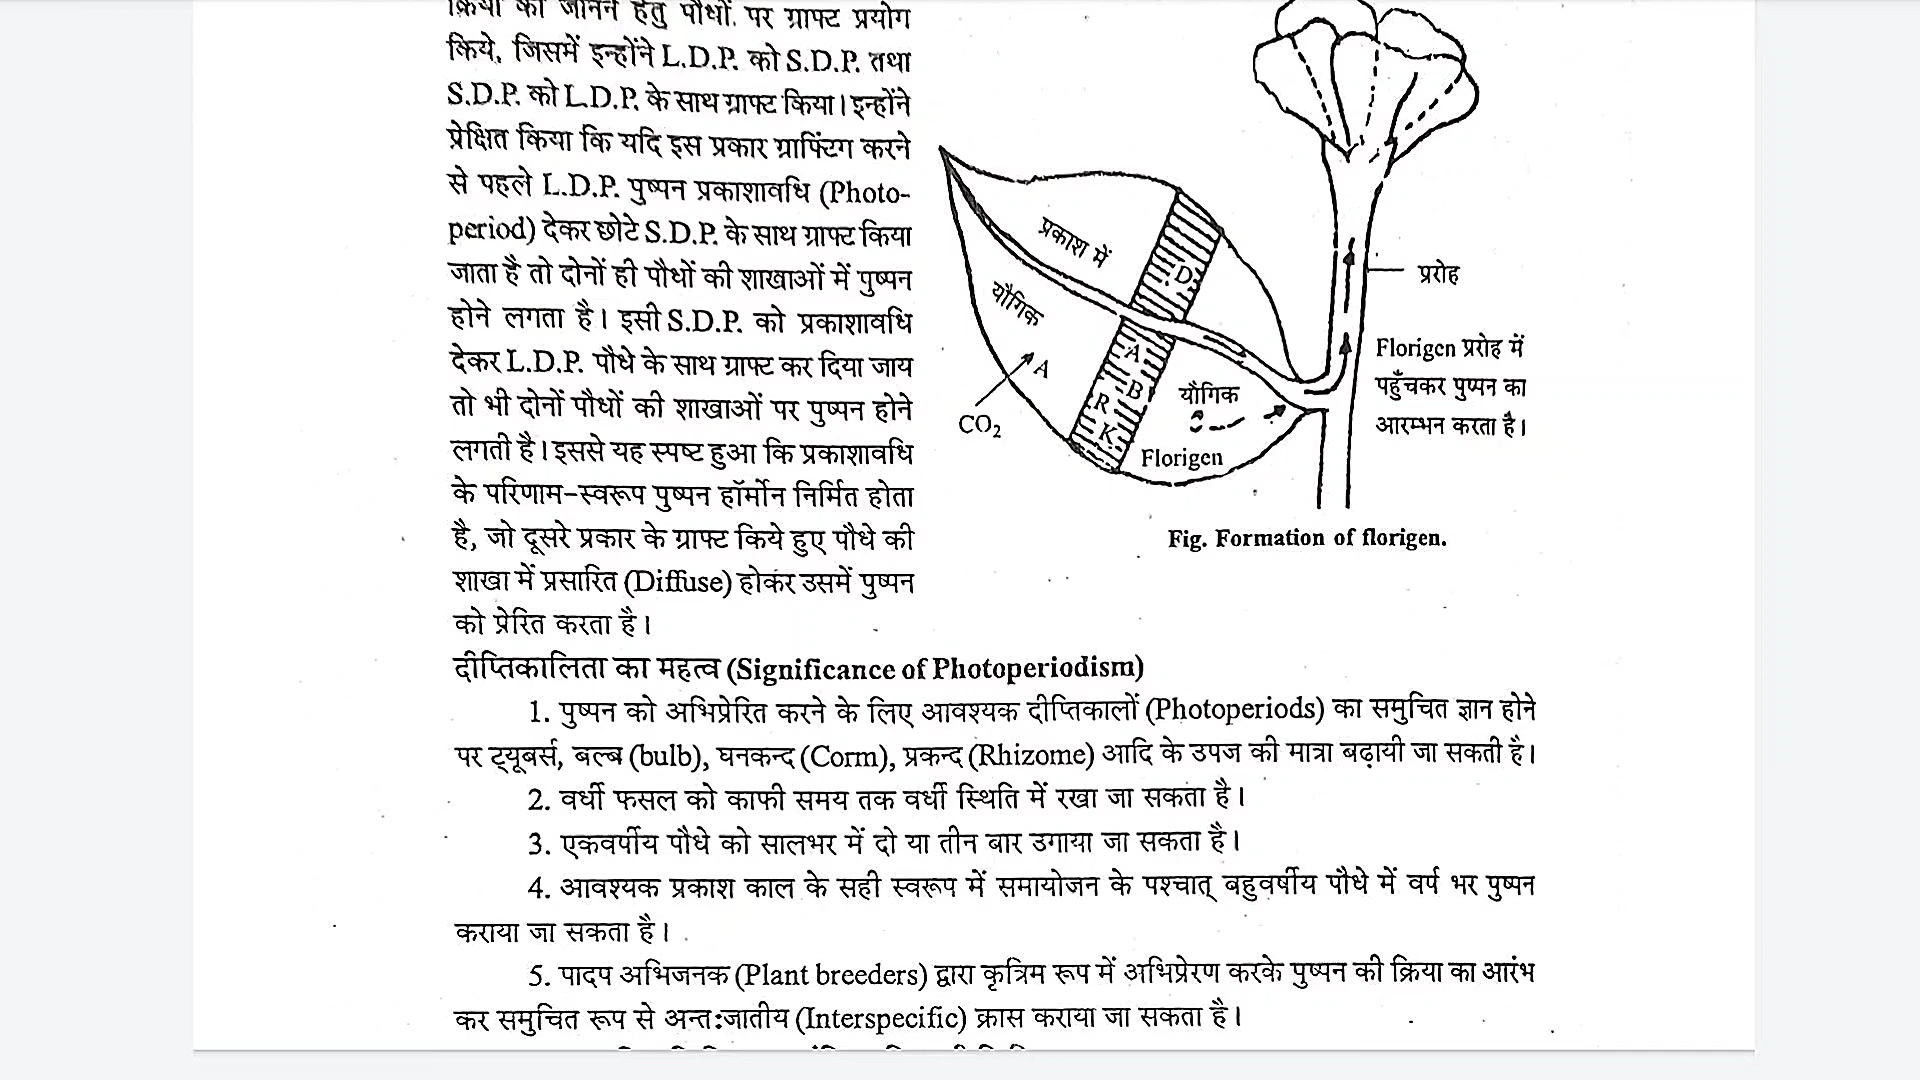 क्रिया को जानने हेतु पौधों. पर ग्राफ्ट प्रयोग
किये, जिसमें इन्होंने L.D.P. को S.D.P. तथा
S.D.P. को L.D.P. के साथ ग्राफ्ट किया। इन्होंने
प्रेक्षित किया कि यदि इस प्रकार ग्राफ्टिंग करने
से पहले L.D.P. पुष्पन प्रकाशावधि (Photo-
period) देकर छोटे S.D.P. के साथ ग्राफ्ट किया
जाता है तो दोनों ही पौधों की शाखाओं में पुष्पन
होने लगता है। इसी S.D.P. को प्रकाशावधि
देकर L.D.P. पौधे के साथ ग्राफ्ट कर दिया जाय
तो भी दोनों पौधों की शाखाओं पर पुष्पन होने
लगती है। इससे यह स्पष्ट हुआ कि प्रकाशावधि
के परिणाम-स्वरूप पुष्पन हॉर्मोन निर्मित होता
है, जो दूसरे प्रकार के ग्राफ्ट किये हुए पौधे की
शाखा में प्रसारित (Diffuse) होकर उसमें पुष्पन
को प्रेरित करता है।
प्रकाश में
यौगिक
A
CO₂
D
A
B
R
K
यौगिक
Florigen
प्ररोह
Florigen प्ररोह में
पहुँचकर पुष्पन का
आरम्भन करता है।
Fig. Formation of florigen.
दीप्तिकालिता का महत्व (Significance of Photoperiodism)
1. पुष्पन को अभिप्रेरित करने के लिए आवश्यक दीप्तिकालों (Photoperiods) का समुचित ज्ञान होने
पर ट्यूबर्स, बल्ब (bulb), घनकन्द (Corm), प्रकन्द (Rhizome) आदि के उपज की मात्रा बढ़ायी जा सकती है।
2. वर्धी फसल को काफी समय तक वर्धी स्थिति में रखा जा सकता है।
3. एकवर्षीय पौधे को सालभर में दो या तीन बार उगाया जा सकता है।
4. आवश्यक प्रकाश काल के सही स्वरूप में समायोजन के पश्चात् बहुवर्षीय पौधे में वर्ष भर पुष्पन
कराया जा सकता है।
5. पादप अभिजनक (Plant breeders) द्वारा कृत्रिम रूप में अभिप्रेरण करके पुष्पन की क्रिया का आरंभ
कर समुचित रूप से अन्त:जातीय (Interspecific) क्रास कराया जा सकता है।